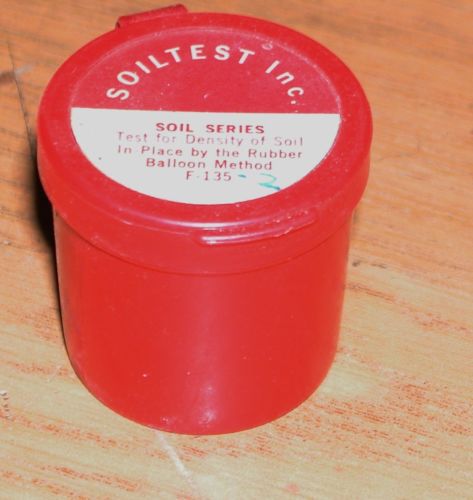 SOILTEST Inc.
SOIL SERIES
Test for Density of Soil
In Place by the Rubber
Balloon Method
F-135-2